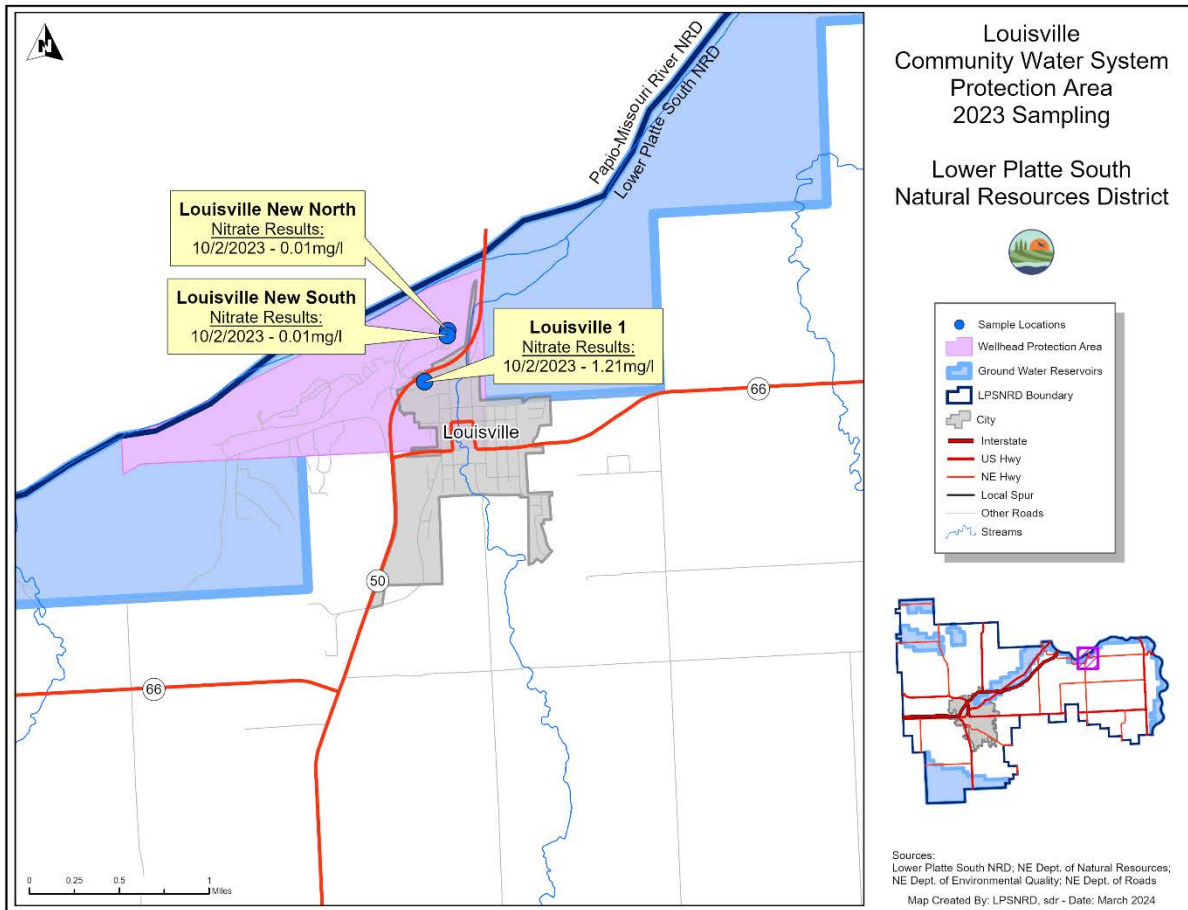 N
Louisville
Community Water System
Protection Area
2023 Sampling
Lower Platte South
Natural Resources District
Papio-Missouri River NRD
Lower Platte South NRD
Louisville New North
Nitrate Results:
10/2/2023 - 0.01mg/l
Louisville New South
Nitrate Results:
10/2/2023 - 0.01mg/l
Louisville 1
Nitrate Results:
10/2/2023 - 1.21mg/l
66
Louisville
50
66
0 0.25 0.5 1
Miles
Sample Locations
Wellhead Protection Area
Ground Water Reservoirs
LPSNRD Boundary
City
Interstate
US Hwy
NE Hwy
Local Spur
Other Roads
Streams
Sources:
Lower Platte South NRD; NE Dept. of Natural Resources;
NE Dept. of Environmental Quality; NE Dept. of Roads
Map Created By: LPSNRD, sdr - Date: March 2024